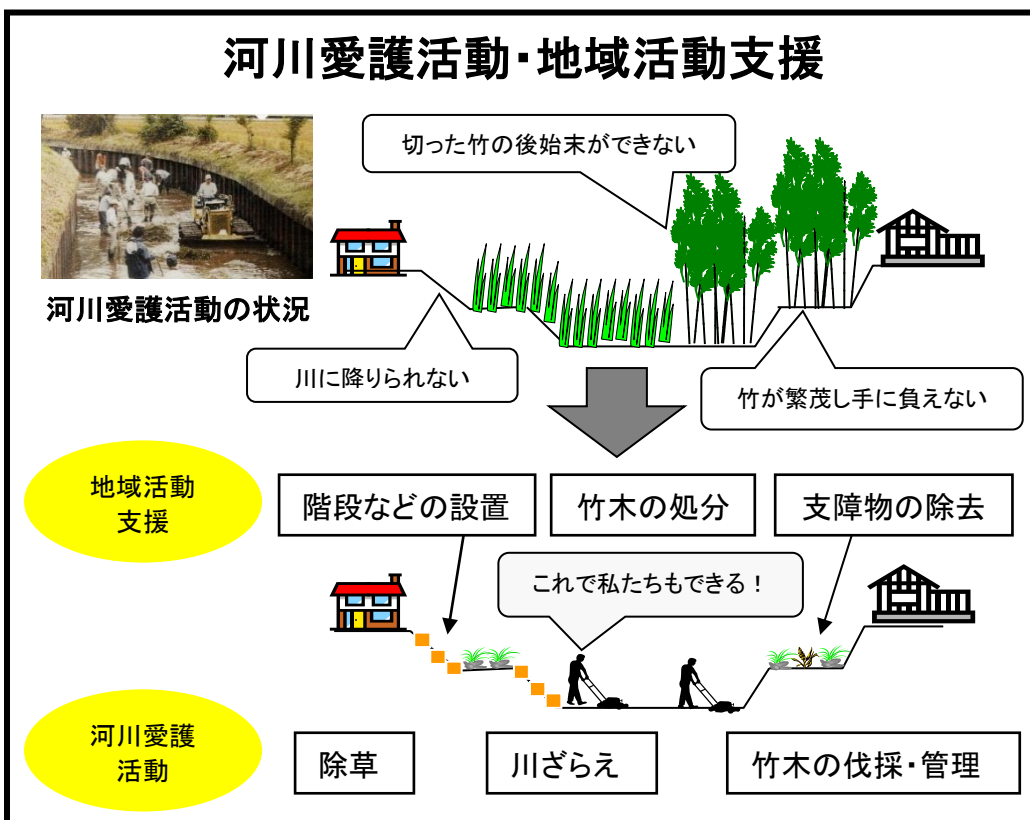 河川愛護活動・地域活動支援
切った竹の後始末ができない
河川愛護活動の状況
川に降りられない
竹が繁茂し手に負えない
地域活動
支援
階段などの設置
竹木の処分
支障物の除去
これで私たちもできる！
河川愛護
活動
除草
川ざらえ
竹木の伐採・管理